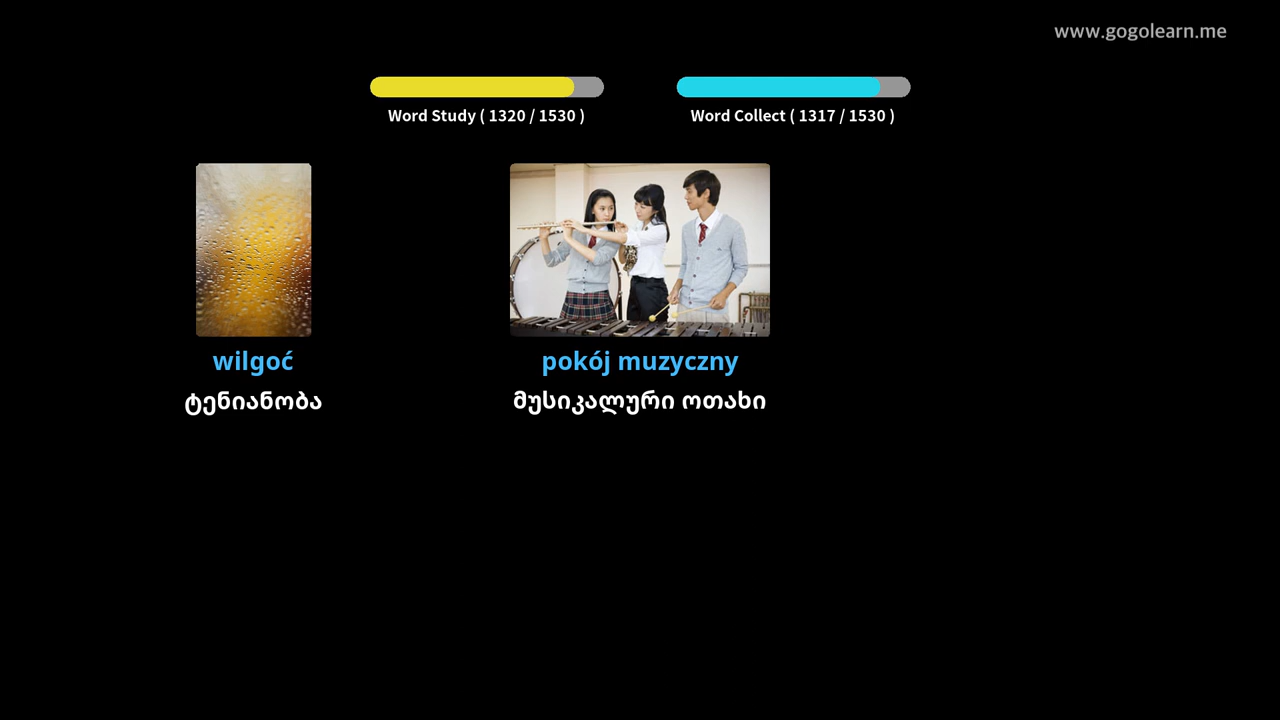 www.gogolearn.me
Word Study ( 1320 / 1530 )
Word Collect ( 1317 / 1530 )
wilgoć
ტენიანობა
pokój muzyczny
მუსიკალური ოთახი